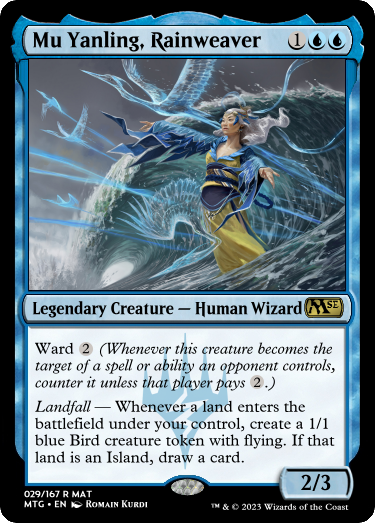 Mu Yanling, Rainweaver 1
Legendary Creature — Human Wizard M SE
Ward 2 (Whenever this creature becomes the
target of a spell or ability an opponent controls,
counter it unless that player pays 2.)
Landfall — Whenever a land enters the
battlefield under your control, create a 1/1
blue Bird creature token with flying. If that
land is an Island, draw a card.
2/3
029/167 R MAT
MTG • EN Romain Kurdi ™ & © 2023 Wizards of the Coast